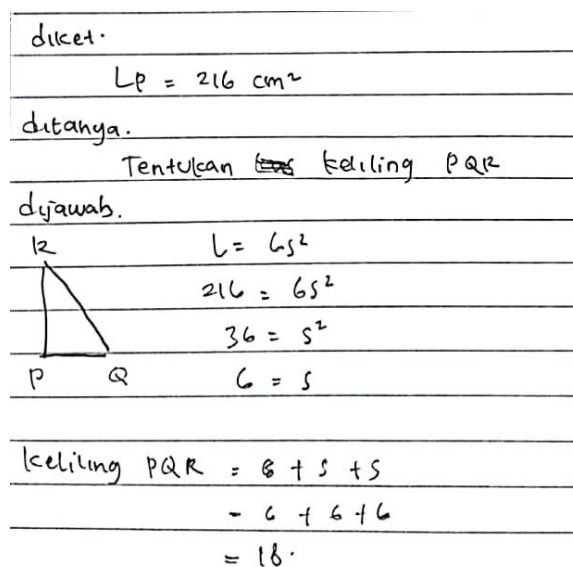 diket.
Lp = 216 cm²
ditanya.
Tentukan keliling PQR
dijawab.
R
P Q
L = 6s²
216 = 6s²
36 = s²
6 = s
keliling PQR = s + s + s
= 6 + 6 + 6
= 18.